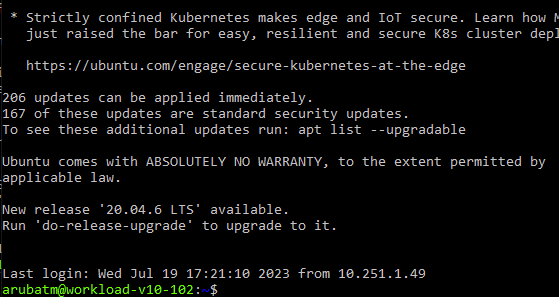 * Strictly confined Kubernetes makes edge and IoT secure. Learn how M
just raised the bar for easy, resilient and secure K8s cluster depl
https://ubuntu.com/engage/secure-kubernetes-at-the-edge
206 updates can be applied immediately.
167 of these updates are standard security updates.
To see these additional updates run: apt list --upgradable
Ubuntu comes with ABSOLUTELY NO WARRANTY, to the extent permitted by
applicable law.
New release '20.04.6 LTS' available.
Run 'do-release-upgrade' to upgrade to it.
Last login: Wed Jul 19 17:21:10 2023 from 10.251.1.49
arubatm@workload-v10-102:~$